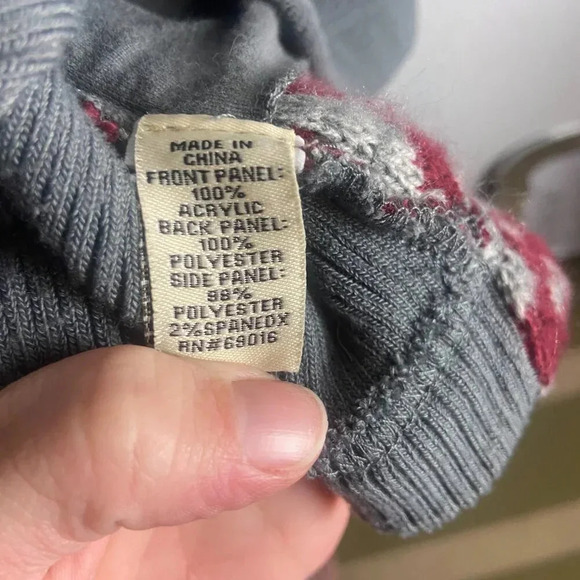 MADE IN
CHINA
FRONT PANEL:
100%
ACRYLIC
BACK PANEL:
100%
POLYESTER
SIDE PANEL:
98%
POLYESTER
2%SPANEDX
RN#69016